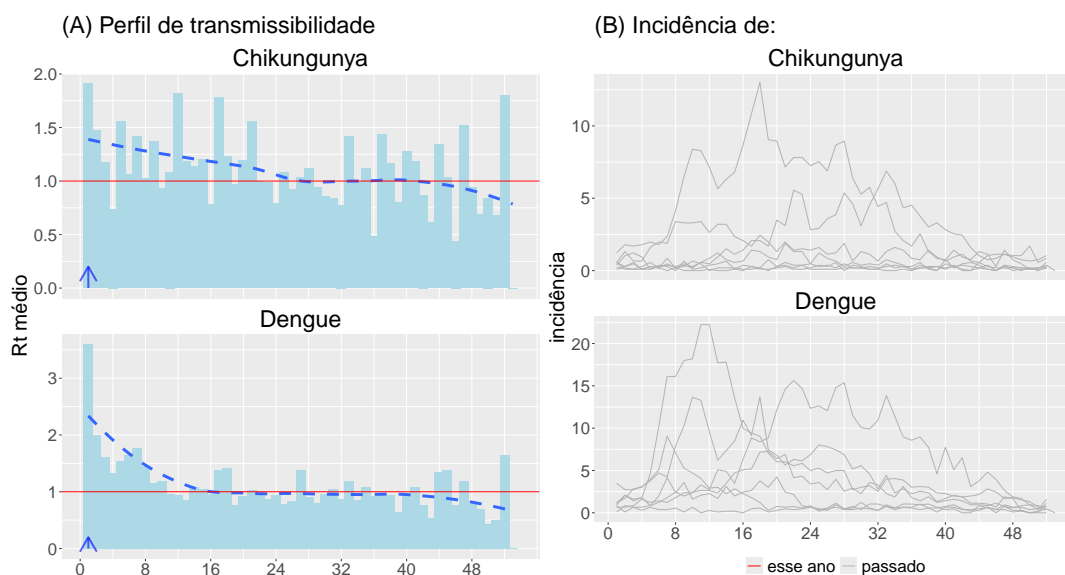 (A) Perfil de transmissibilidade
Chikungunya
2.0
1.5
1.0
0.5
0.0
Dengue
3
2
1
0
0 8 16 24 32 40 48
Rt médio
(B) Incidência de:
Chikungunya
10
5
0
Dengue
20
15
10
5
0
0 8 16 24 32 40 48
incidência
esse ano passado